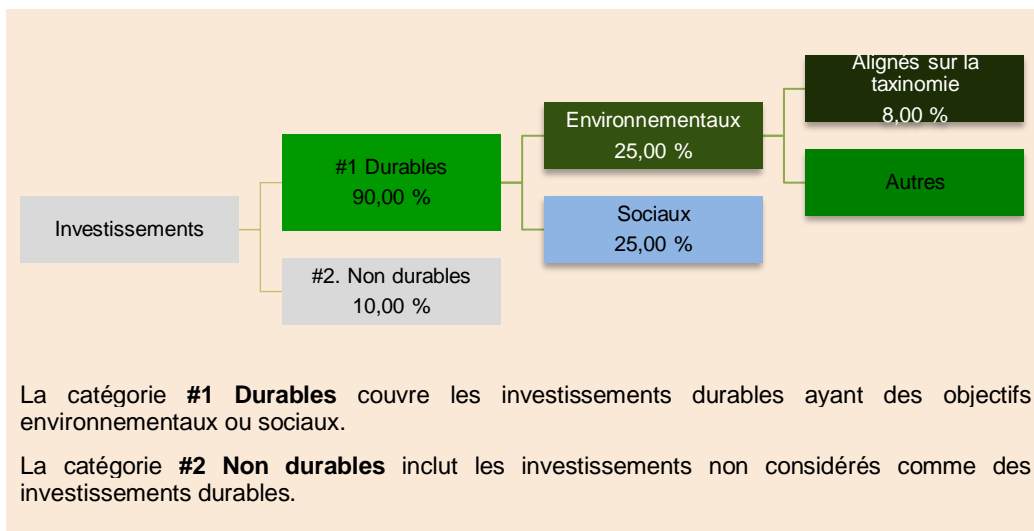 Investissements
#1 Durables
90,00 %
#2. Non durables
10,00 %
Environnementaux
25,00 %
Sociaux
25,00 %
Alignés sur la
taxinomie
8,00 %
Autres
La catégorie #1 Durables couvre les investissements durables ayant des objectifs
environnementaux ou sociaux.
La catégorie #2 Non durables inclut les investissements non considérés comme des
investissements durables.